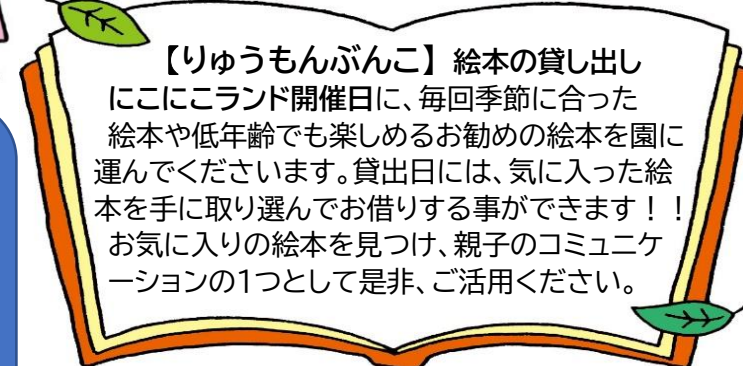 【りゅうもんぶんこ】 絵本の貸し出し
にこにこランド開催日に、毎回季節に合った
絵本や低年齢でも楽しめるお勧めの絵本を園に
運んでくださいます。貸出日には、気に入った絵
本を手に取り選んでお借りする事ができます！！
お気に入りの絵本を見つけ、親子のコミュニケ
ーションの1つとして是非、ご活用ください。